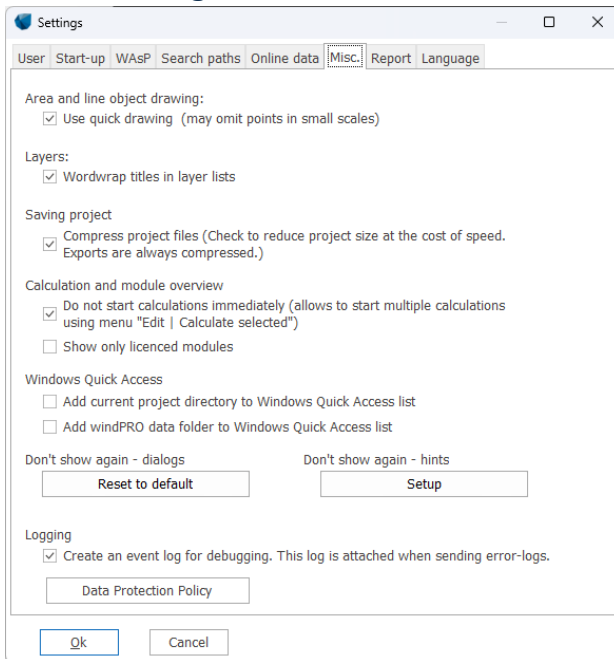 Settings
User Start-up WAsP Search paths Online data Misc. Report Language
Area and line object drawing:
Use quick drawing (may omit points in small scales)
Layers:
Wordwrap titles in layer lists
Saving project
Compress project files (Check to reduce project size at the cost of speed.
Exports are always compressed.)
Calculation and module overview
Do not start calculations immediately (allows to start multiple calculations
using menu "Edit | Calculate selected")
Show only licenced modules
Windows Quick Access
Add current project directory to Windows Quick Access list
Add windPRO data folder to Windows Quick Access list
Don't show again - dialogs Don't show again - hints
Reset to default Setup
Logging
Create an event log for debugging. This log is attached when sending error-logs.
Data Protection Policy
Ok Cancel